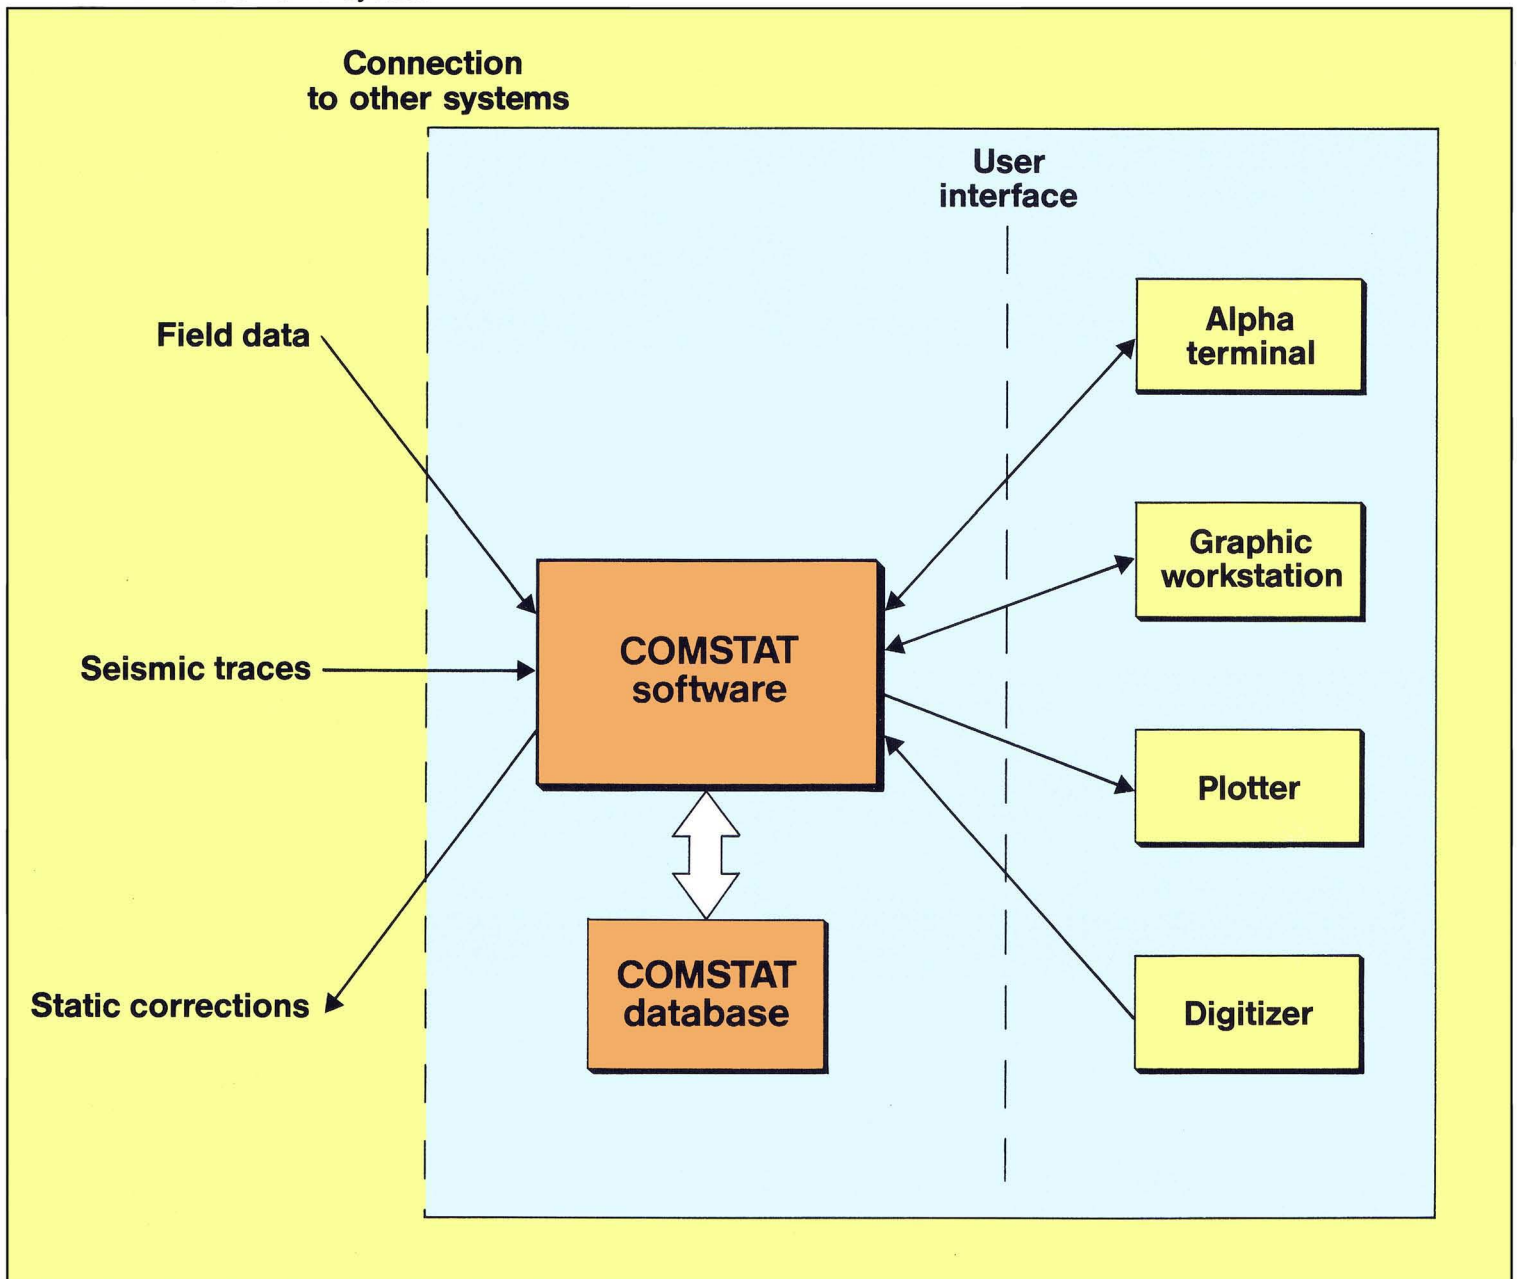 Connection
to other systems
User
interface
Field data
Alpha
terminal
Graphic
workstation
COMSTAT
software
Seismic traces
Plotter
COMSTAT
database
Static corrections
Digitizer